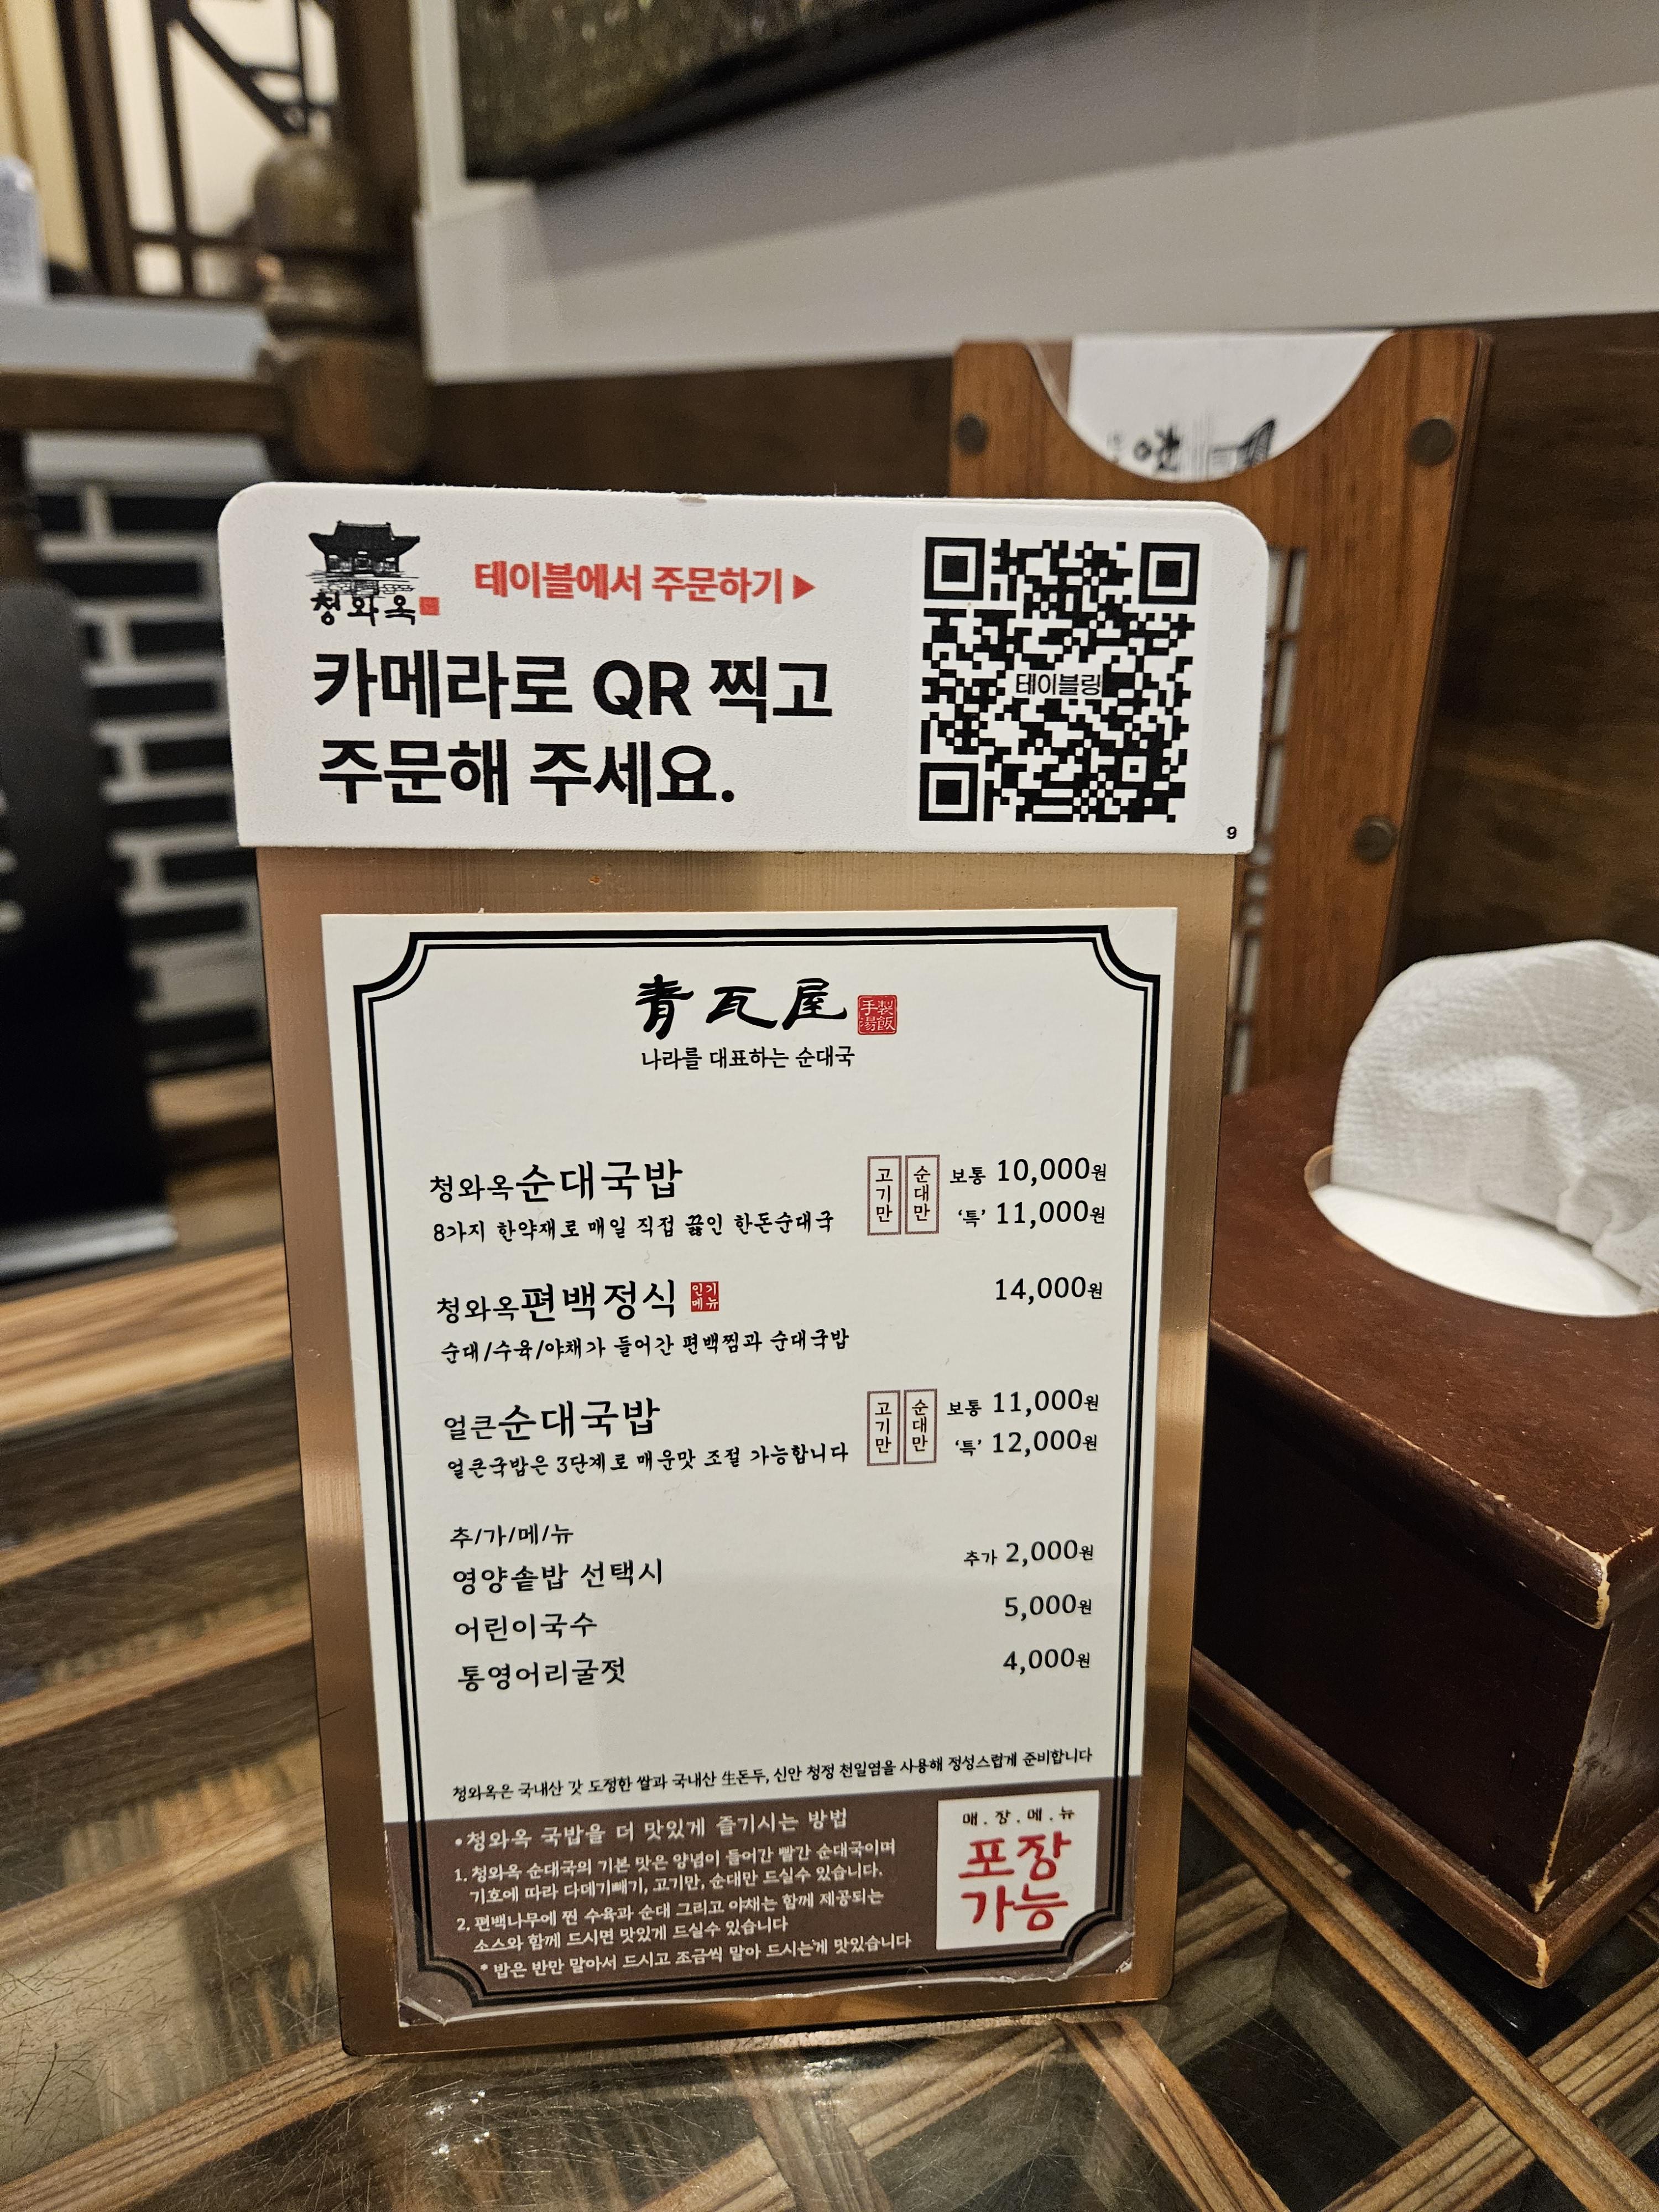 청와옥
테이블에서 주문하기 ▶
카메라로 QR 찍고
주문해 주세요.
테이블링
9
青瓦屋 手製湯飯
나라를 대표하는 순대국
청와옥순대국밥 고기만 순대만 보통 10,000원
8가지 한약재로 매일 직접 끓인 한돈순대국 '특' 11,000원
청와옥편백정식 인기메뉴 14,000원
순대/수육/야채가 들어간 편백찜과 순대국밥
얼큰순대국밥 고기만 순대만 보통 11,000원
얼큰국밥은 3단계로 매운맛 조절 가능합니다 '특' 12,000원
추/가/메/뉴
영양솥밥 선택시 추가 2,000원
어린이국수 5,000원
통영어리굴젓 4,000원
청와옥은 국내산 갓 도정한 쌀과 국내산 生돈두, 신안 청정 천일염을 사용해 정성스럽게 준비합니다
•청와옥 국밥을 더 맛있게 즐기시는 방법
1. 청와옥 순대국의 기본 맛은 양념이 들어간 빨간 순대국이며
기호에 따라 다데기빼기, 고기만, 순대만 드실수 있습니다.
2. 편백나무에 찐 수육과 순대 그리고 야채는 함께 제공되는
소스와 함께 드시면 맛있게 드실수 있습니다
* 밥은 반만 말아서 드시고 조금씩 말아 드시는게 맛있습니다
매.장.메.뉴
포장
가능